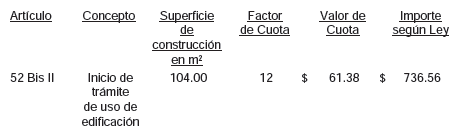 Artículo Concepto Superficie Factor Valor de Importe
de de Cuota Cuota según Ley
construcción
en m²
52 Bis II Inicio de 104.00 12 $ 61.38 $ 736.56
trámite
de uso de
edificación